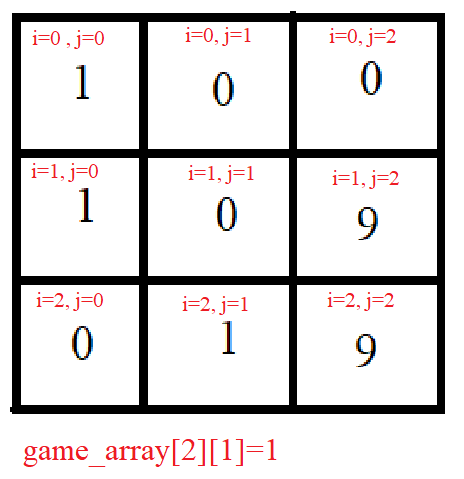 i=0 , j=0 i=0, j=1 i=0, j=2
1 0 0
i=1, j=0 i=1, j=1 i=1, j=2
1 0 9
i=2, j=0 i=2, j=1 i=2, j=2
0 1 9
game_array[2][1]=1